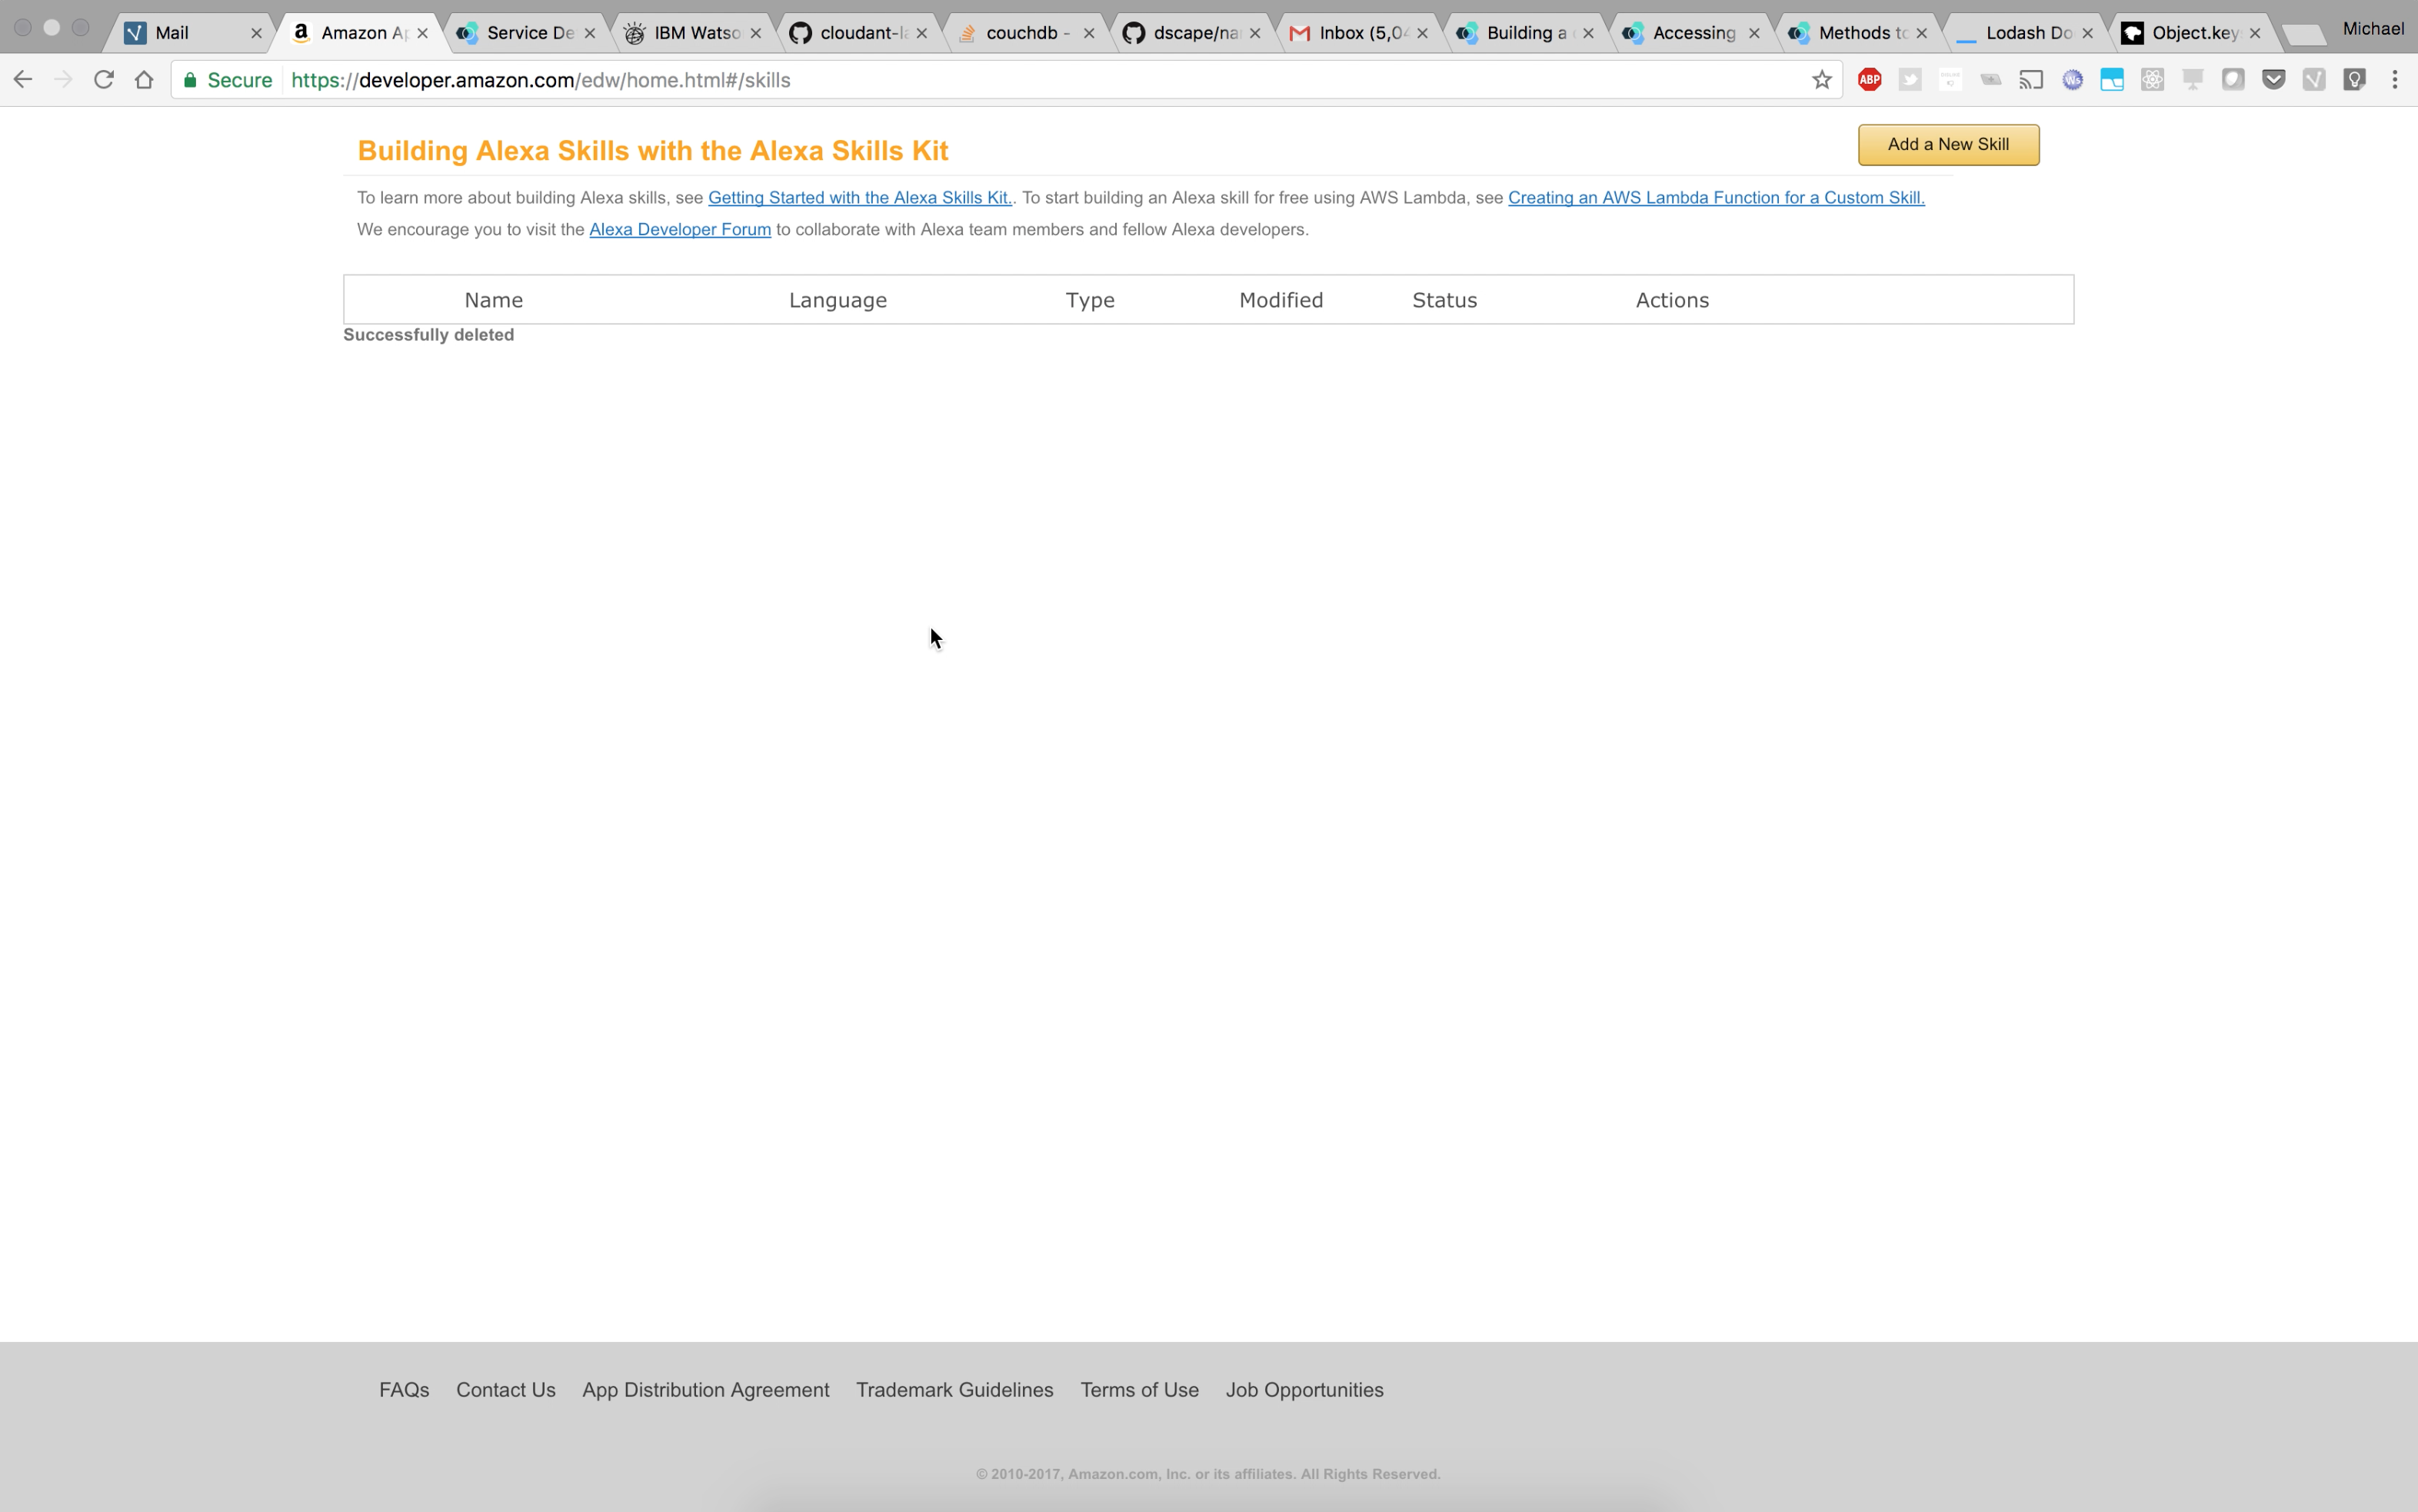 Mail
Amazon Ap
Service De
IBM Watso
cloudant-la
couchdb -
dscape/na
Inbox (5,04
Building a
Accessing
Methods to
Lodash Do
Object.key
Michael
Secure https://developer.amazon.com/edw/home.html#/skills
ABP
Ws
Building Alexa Skills with the Alexa Skills Kit
Add a New Skill
To learn more about building Alexa skills, see Getting Started with the Alexa Skills Kit.. To start building an Alexa skill for free using AWS Lambda, see Creating an AWS Lambda Function for a Custom Skill.
We encourage you to visit the Alexa Developer Forum to collaborate with Alexa team members and fellow Alexa developers.
Name Language Type Modified Status Actions
Successfully deleted
FAQs Contact Us App Distribution Agreement Trademark Guidelines Terms of Use Job Opportunities
© 2010-2017, Amazon.com, Inc. or its affiliates. All Rights Reserved.